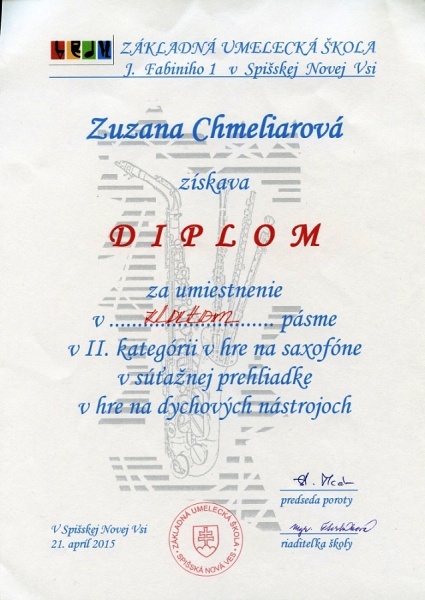 ZÁKLADNÁ UMELECKÁ ŠKOLA
J. Fabiniho 1 v Spišskej Novej Vsi
Zuzana Chmeliarová
získava
DIPLOM
za umiestnenie
v ......zlatom...... pásme
v II. kategórii v hre na saxofóne
v súťažnej prehliadke
v hre na dychových nástrojoch
predseda poroty
V Spišskej Novej Vsi
21. apríl 2015
riaditeľka školy
ZÁKLADNÁ UMELECKÁ ŠKOLA
SPIŠSKÁ NOVÁ VES